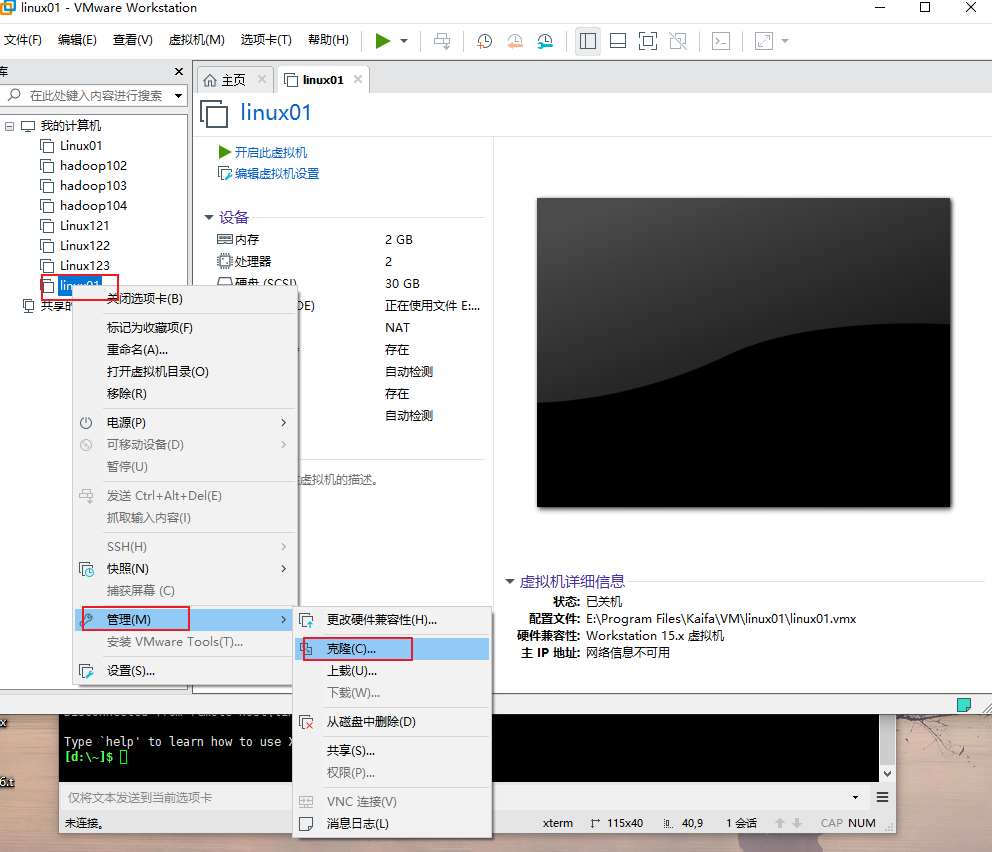 linux01 - VMware Workstation
文件(F) 编辑(E) 查看(V) 虚拟机(M) 选项卡(T) 帮助(H)
库
主页
linux01
在此处键入内容进行搜索
linux01
我的计算机
Linux01
hadoop102
hadoop103
hadoop104
Linux121
Linux122
Linux123
linux01
共享的
开启此虚拟机
编辑虚拟机设置
设备
内存 2 GB
处理器 2
硬盘 (SCSI) 30 GB
DE) 正在使用文件 E:...
NAT
存在
自动检测
存在
自动检测
虚拟机的描述。
关闭选项卡(B)
标记为收藏项(F)
重命名(A)...
打开虚拟机目录(O)
移除(R)
电源(P)
可移动设备(D)
暂停(U)
发送 Ctrl+Alt+Del(E)
抓取输入内容(I)
SSH(H)
快照(N)
捕获屏幕 (C)
管理(M)
安装 VMware Tools(T)...
设置(S)...
更改硬件兼容性(H)...
克隆(C)...
上载(U)...
下载(W)...
从磁盘中删除(D)
共享(S)...
权限(P)...
VNC 连接(V)
消息日志(L)
虚拟机详细信息
状态: 已关机
配置文件: E:\Program Files\Kaifa\VM\linux01\linux01.vmx
硬件兼容性: Workstation 15.x 虚拟机
主 IP 地址: 网络信息不可用
Type `help' to learn how to use X
[d:\~]$
仅将文本发送到当前选项卡
未连接。
xterm 115x40 40,9 1 会话 CAP NUM